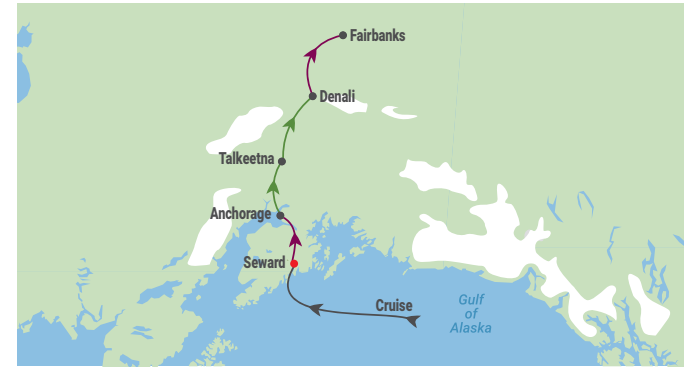 Fairbanks
Denali
Talkeetna
Anchorage
Seward
Cruise
Gulf
of
Alaska